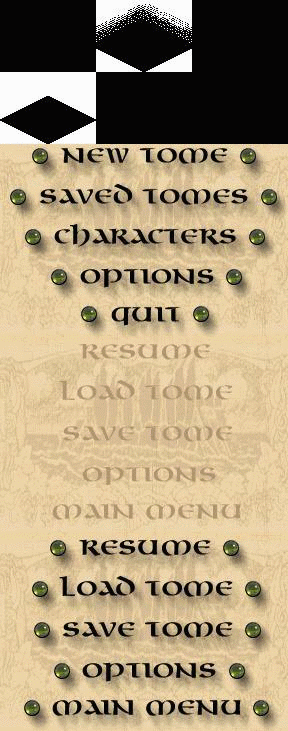 NEW TOME
SAVED TOMES
CHARACTERS
OPTIONS
QUIT
RESUME
LOAD TOME
SAVE TOME
OPTIONS
MAIN MENU
RESUME
LOAD TOME
SAVE TOME
OPTIONS
MAIN MENU